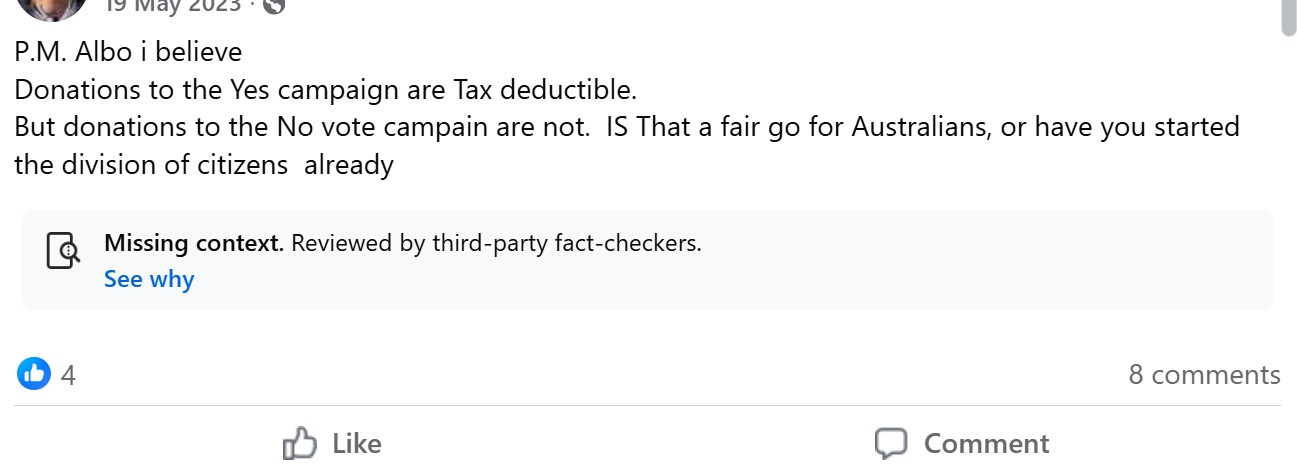 19 May 2023 ·
P.M. Albo i believe
Donations to the Yes campaign are Tax deductible.
But donations to the No vote campain are not.  IS That a fair go for Australians, or have you started
the division of citizens  already
Missing context. Reviewed by third-party fact-checkers.
See why
4
8 comments
Like
Comment